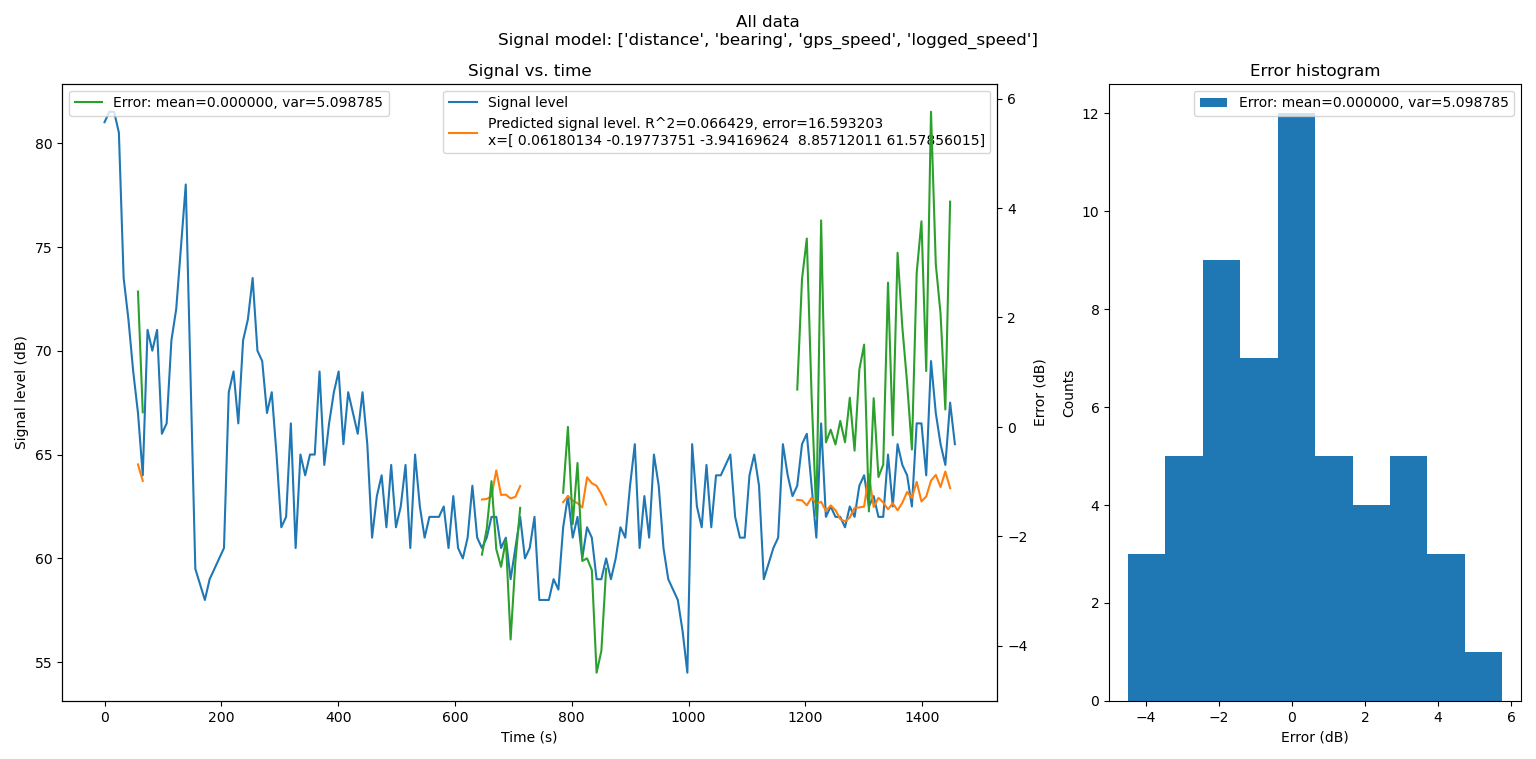 All data
Signal model: ['distance', 'bearing', 'gps_speed', 'logged_speed']
Signal vs. time
Error: mean=0.000000, var=5.098785
Signal level
Predicted signal level. R^2=0.066429, error=16.593203
x=[ 0.06180134 -0.19773751 -3.94169624  8.85712011 61.57856015]
Signal level (dB)
80
75
70
65
60
55
0
200
400
600
800
1000
1200
1400
Time (s)
6
4
2
0
−2
−4
Error (dB)
Error histogram
Error: mean=0.000000, var=5.098785
Counts
12
10
8
6
4
2
0
−4
−2
0
2
4
6
Error (dB)